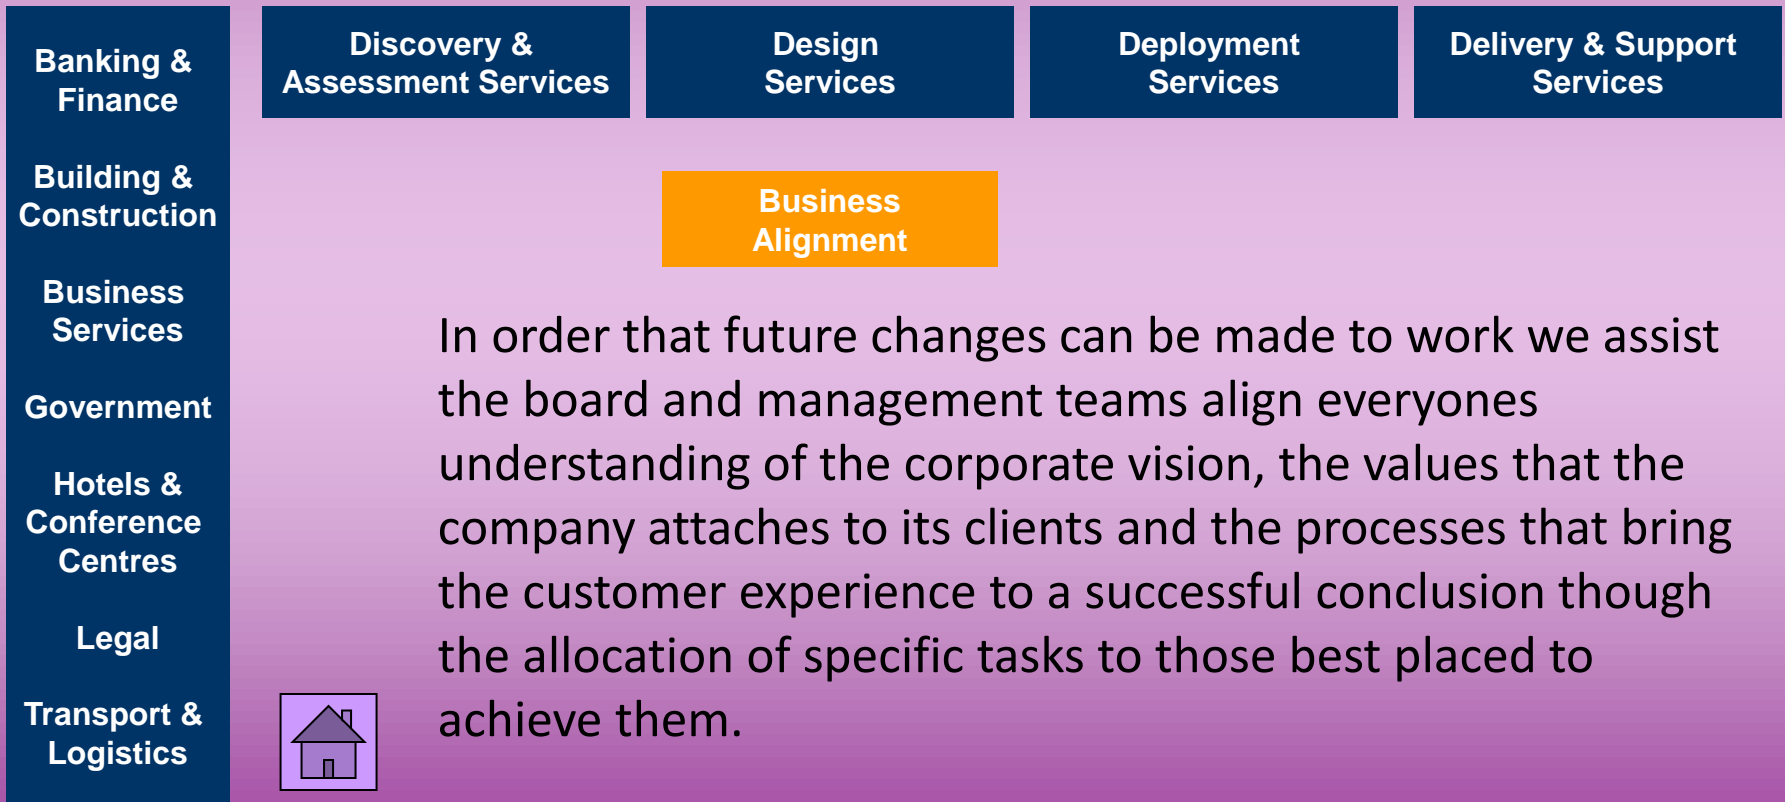 Banking &
Finance
Building &
Construction
Business
Services
Government
Hotels &
Conference
Centres
Legal
Transport &
Logistics
Discovery &
Assessment Services
Design
Services
Deployment
Services
Delivery & Support
Services
Business
Alignment
In order that future changes can be made to work we assist
the board and management teams align everyones
understanding of the corporate vision, the values that the
company attaches to its clients and the processes that bring
the customer experience to a successful conclusion though
the allocation of specific tasks to those best placed to
achieve them.